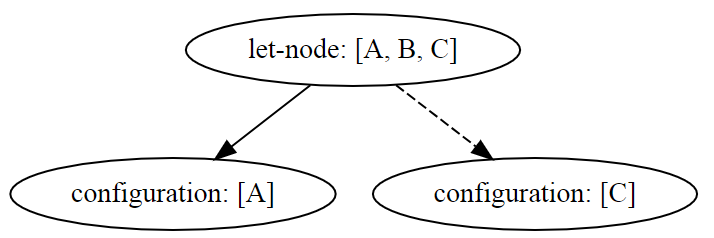 let-node: [A, B, C]
configuration: [A]
configuration: [C]